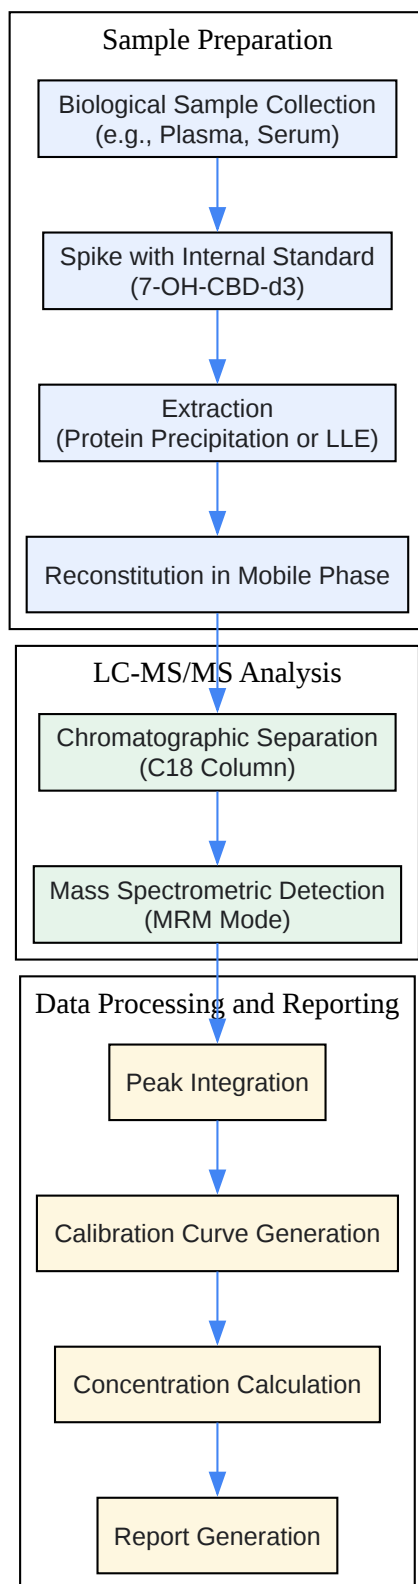 Sample Preparation
Biological Sample Collection
(e.g., Plasma, Serum)
Spike with Internal Standard
(7-OH-CBD-d3)
Extraction
(Protein Precipitation or LLE)
Reconstitution in Mobile Phase
LC-MS/MS Analysis
Chromatographic Separation
(C18 Column)
Mass Spectrometric Detection
(MRM Mode)
Data Processing and Reporting
Peak Integration
Calibration Curve Generation
Concentration Calculation
Report Generation